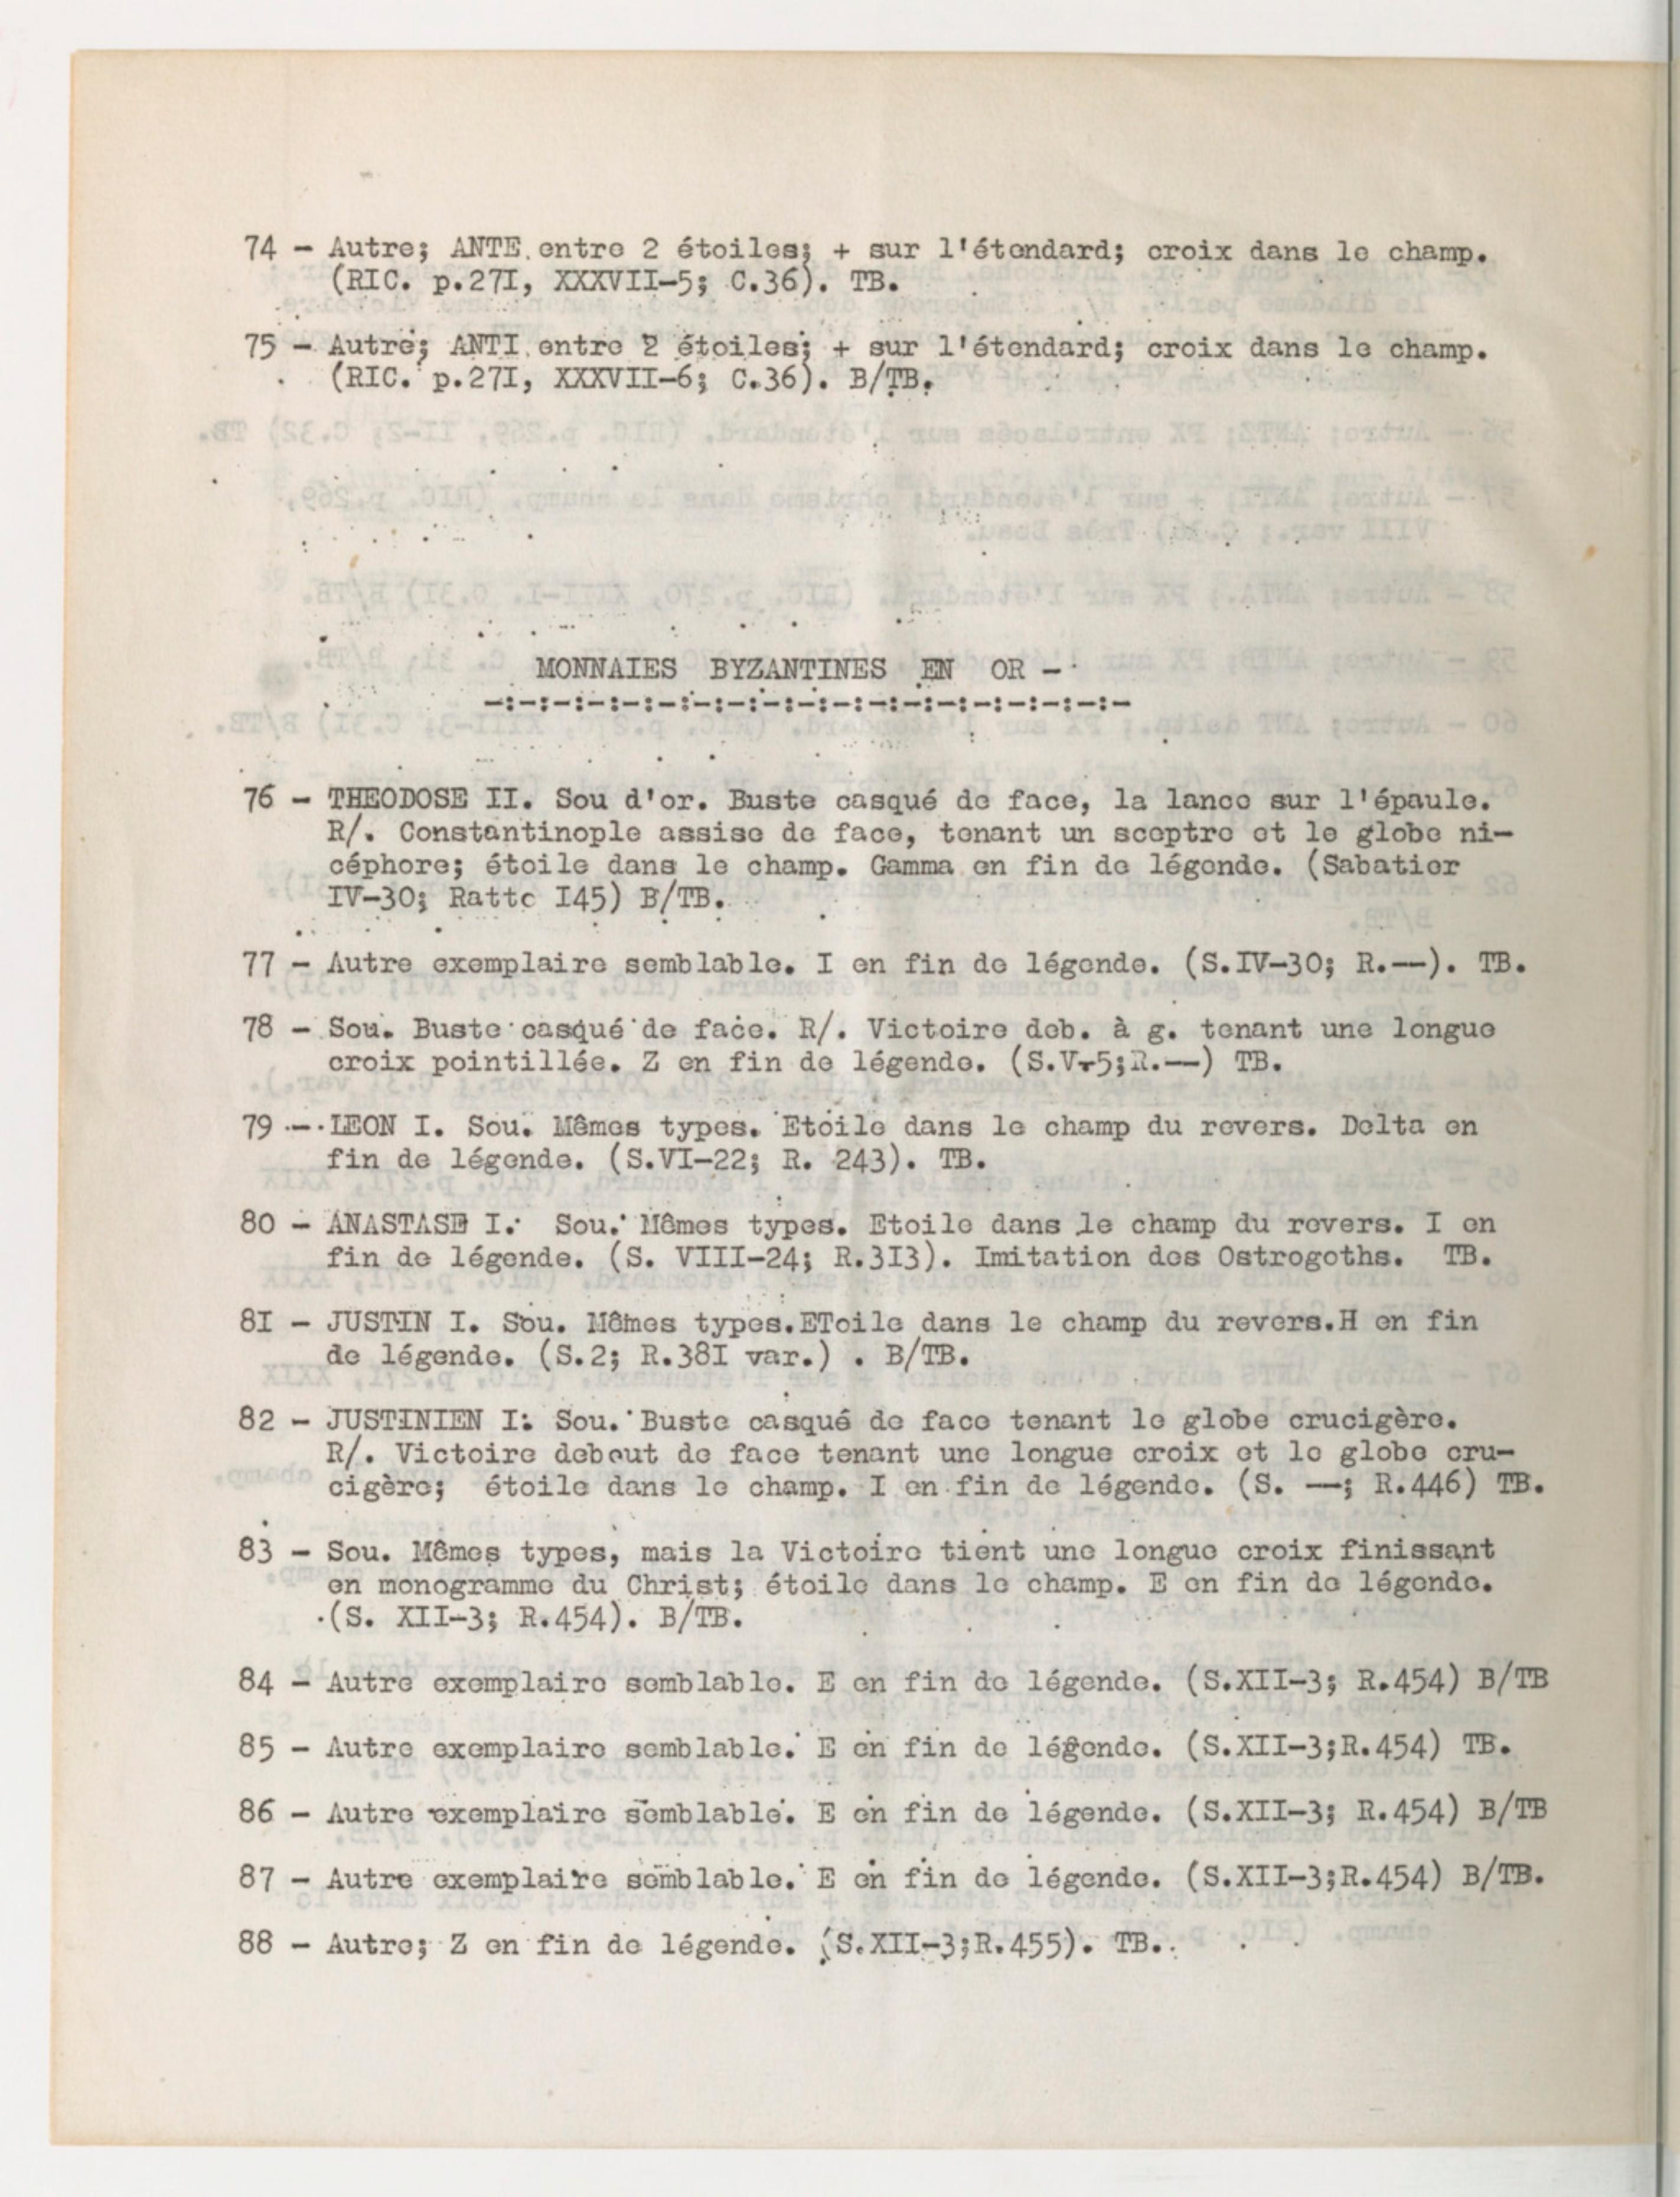 74 - Autre; ANTE entre 2 étoiles; + sur l'étendard; croix dans le champ.
(RIC. p.27I, XXXVII-5; C.36). TB.
75 - Autre; ANTI entre 2 étoiles; + sur l'étendard; croix dans le champ.
(RIC. p.27I, XXXVII-6; C.36). B/TB.
MONNAIES BYZANTINES EN OR -
-:-:-:-:-:-:-:-:-:-:-:-:-:-:-:-:-:-:-
76 - THEODOSE II. Sou d'or. Buste casqué de face, la lance sur l'épaule.
R/. Constantinople assise de face, tenant un sceptre et le globe ni-
céphore; étoile dans le champ. Gamma en fin de légende. (Sabatier
IV-30; Ratto I45) B/TB.
77 - Autre exemplaire semblable. I en fin de légende. (S.IV-30; R.--). TB.
78 - Sou. Buste casqué de face. R/. Victoire deb. à g. tenant une longue
croix pointillée. Z en fin de légende. (S.V-5;R.--) TB.
79 - LEON I. Sou. Mêmes types. Etoile dans le champ du revers. Delta en
fin de légende. (S.VI-22; R. 243). TB.
80 - ANASTASE I. Sou. Mêmes types. Etoile dans le champ du revers. I en
fin de légende. (S. VIII-24; R.3I3). Imitation des Ostrogoths. TB.
8I - JUSTIN I. Sou. Mêmes types.EToile dans le champ du revers.H en fin
de légende. (S.2; R.38I var.) . B/TB.
82 - JUSTINIEN I. Sou. Buste casqué de face tenant le globe crucigère.
R/. Victoire debout de face tenant une longue croix et le globe cru-
cigère; étoile dans le champ. I en fin de légende. (S. --; R.446) TB.
83 - Sou. Mêmes types, mais la Victoire tient une longue croix finissant
en monogramme du Christ; étoile dans le champ. E en fin de légende.
(S. XII-3; R.454). B/TB.
84 - Autre exemplaire semblable. E en fin de légende. (S.XII-3; R.454) B/TB
85 - Autre exemplaire semblable. E en fin de légende. (S.XII-3;R.454) TB.
86 - Autre exemplaire semblable. E en fin de légende. (S.XII-3; R.454) B/TB
87 - Autre exemplaire semblable. E en fin de légende. (S.XII-3;R.454) B/TB.
88 - Autre; Z en fin de légende. (S.XII-3;R.455). TB.